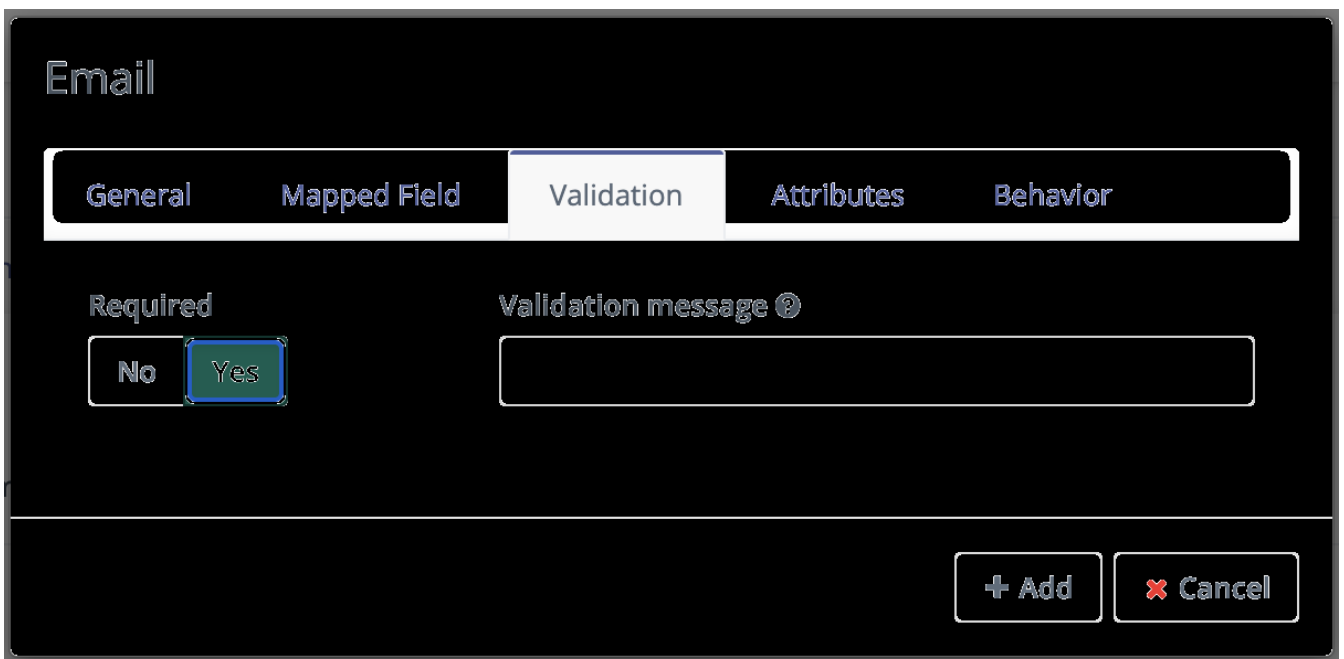 Email
General Mapped Field Validation Attributes Behavior
Required Validation message
No Yes
Add Cancel